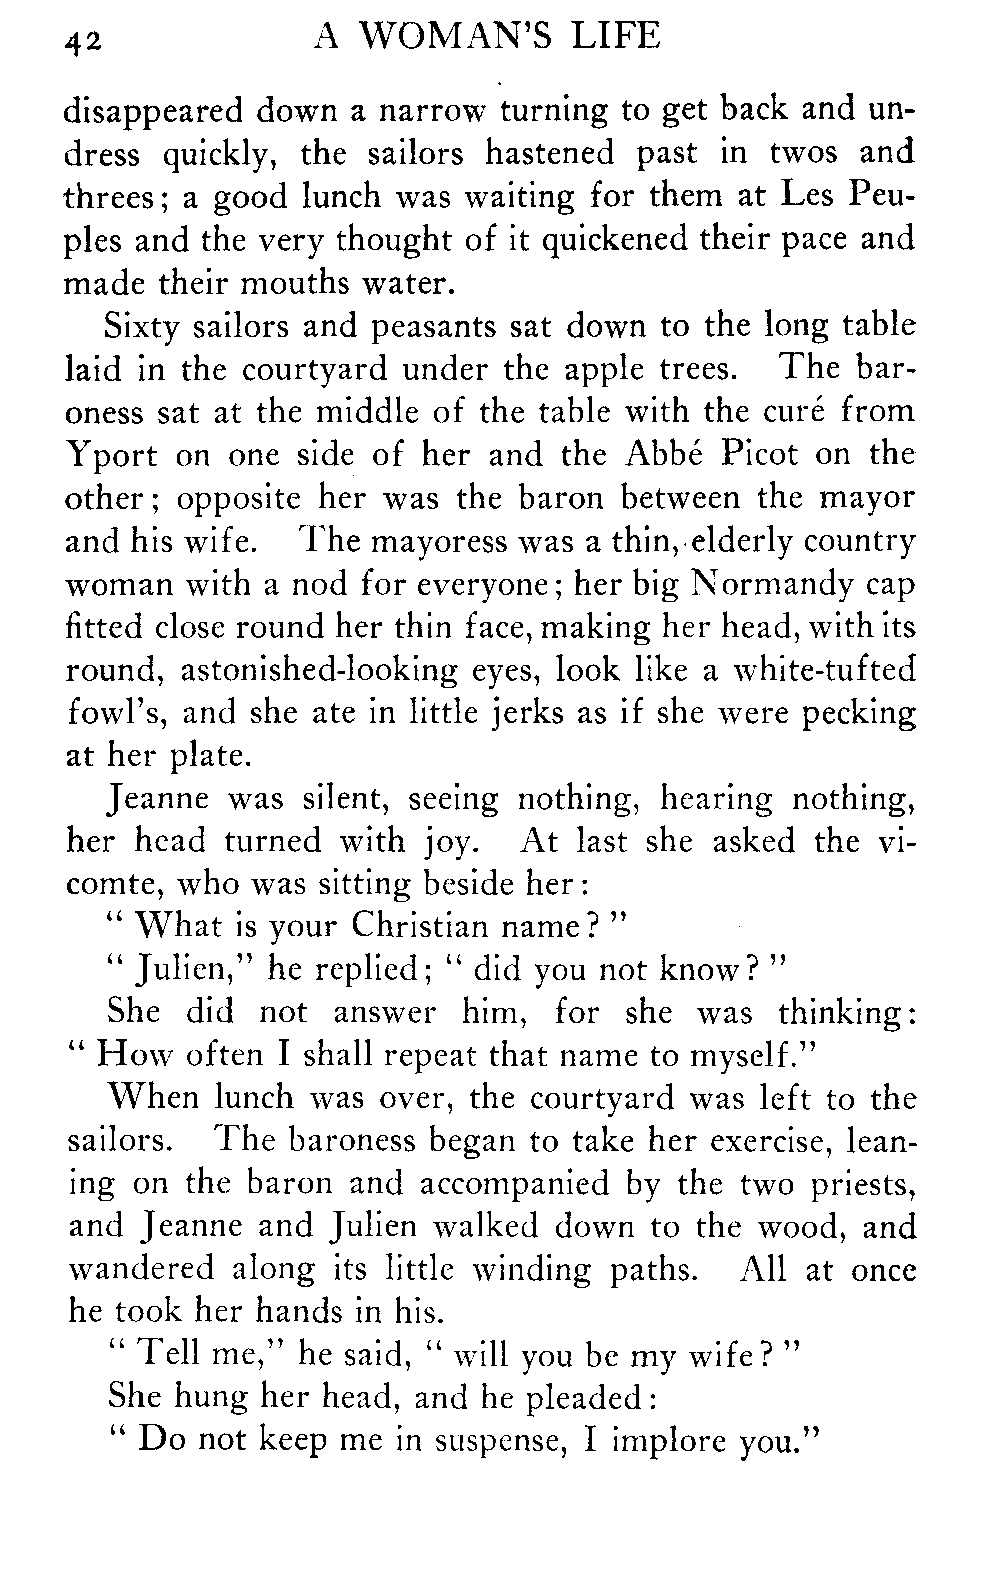 42 A WOMAN'S LIFE
disappeared down a narrow turning to get back and un-
dress quickly, the sailors hastened past in twos and
threes; a good lunch was waiting for them at Les Peu-
ples and the very thought of it quickened their pace and
made their mouths water.
Sixty sailors and peasants sat down to the long table
laid in the courtyard under the apple trees. The bar-
oness sat at the middle of the table with the curé from
Yport on one side of her and the Abbé Picot on the
other; opposite her was the baron between the mayor
and his wife. The mayoress was a thin, elderly country
woman with a nod for everyone; her big Normandy cap
fitted close round her thin face, making her head, with its
round, astonished-looking eyes, look like a white-tufted
fowl's, and she ate in little jerks as if she were pecking
at her plate.
Jeanne was silent, seeing nothing, hearing nothing,
her head turned with joy. At last she asked the vi-
comte, who was sitting beside her:
"What is your Christian name?"
"Julien," he replied; "did you not know?"
She did not answer him, for she was thinking:
"How often I shall repeat that name to myself."
When lunch was over, the courtyard was left to the
sailors. The baroness began to take her exercise, lean-
ing on the baron and accompanied by the two priests,
and Jeanne and Julien walked down to the wood, and
wandered along its little winding paths. All at once
he took her hands in his.
"Tell me," he said, "will you be my wife?"
She hung her head, and he pleaded:
"Do not keep me in suspense, I implore you."